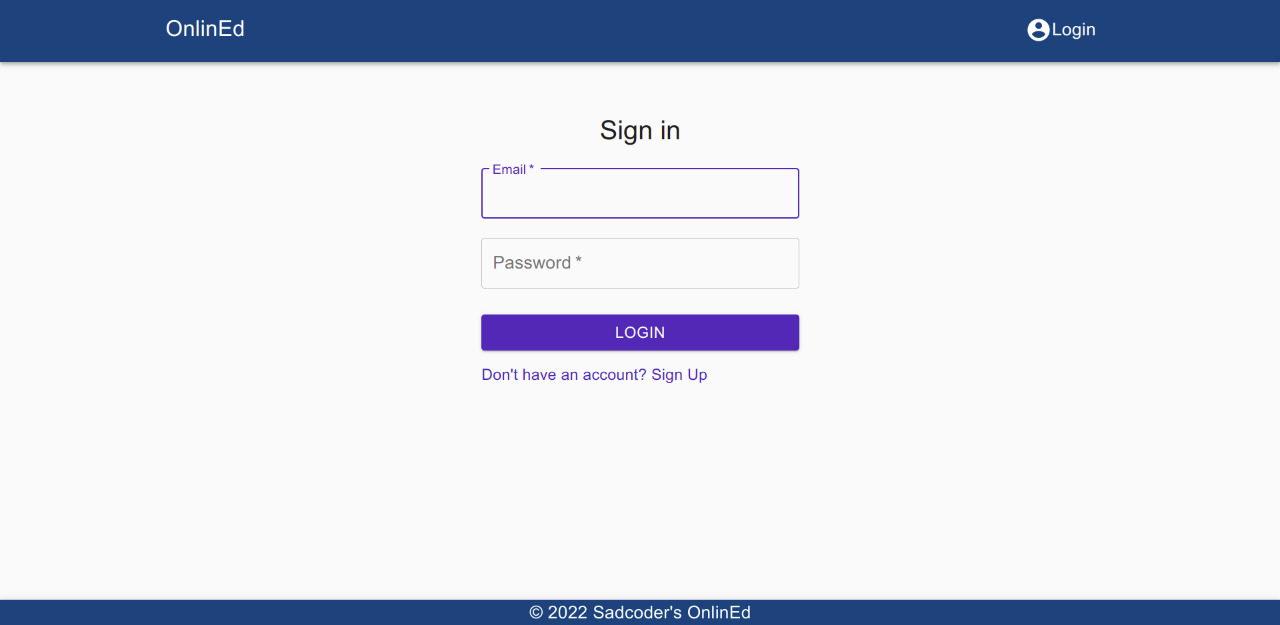 OnlinEd
Login
Sign in
Email *
Password *
LOGIN
Don't have an account? Sign Up
© 2022 Sadcoder's OnlinEd